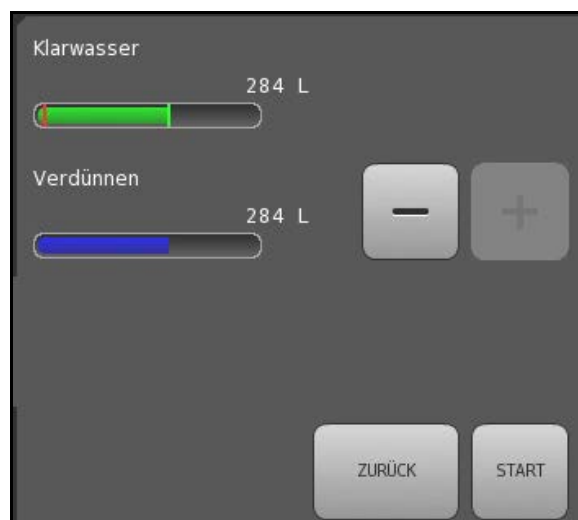 Klarwasser
284 L
Verdünnen
284 L
ZURÜCK
START